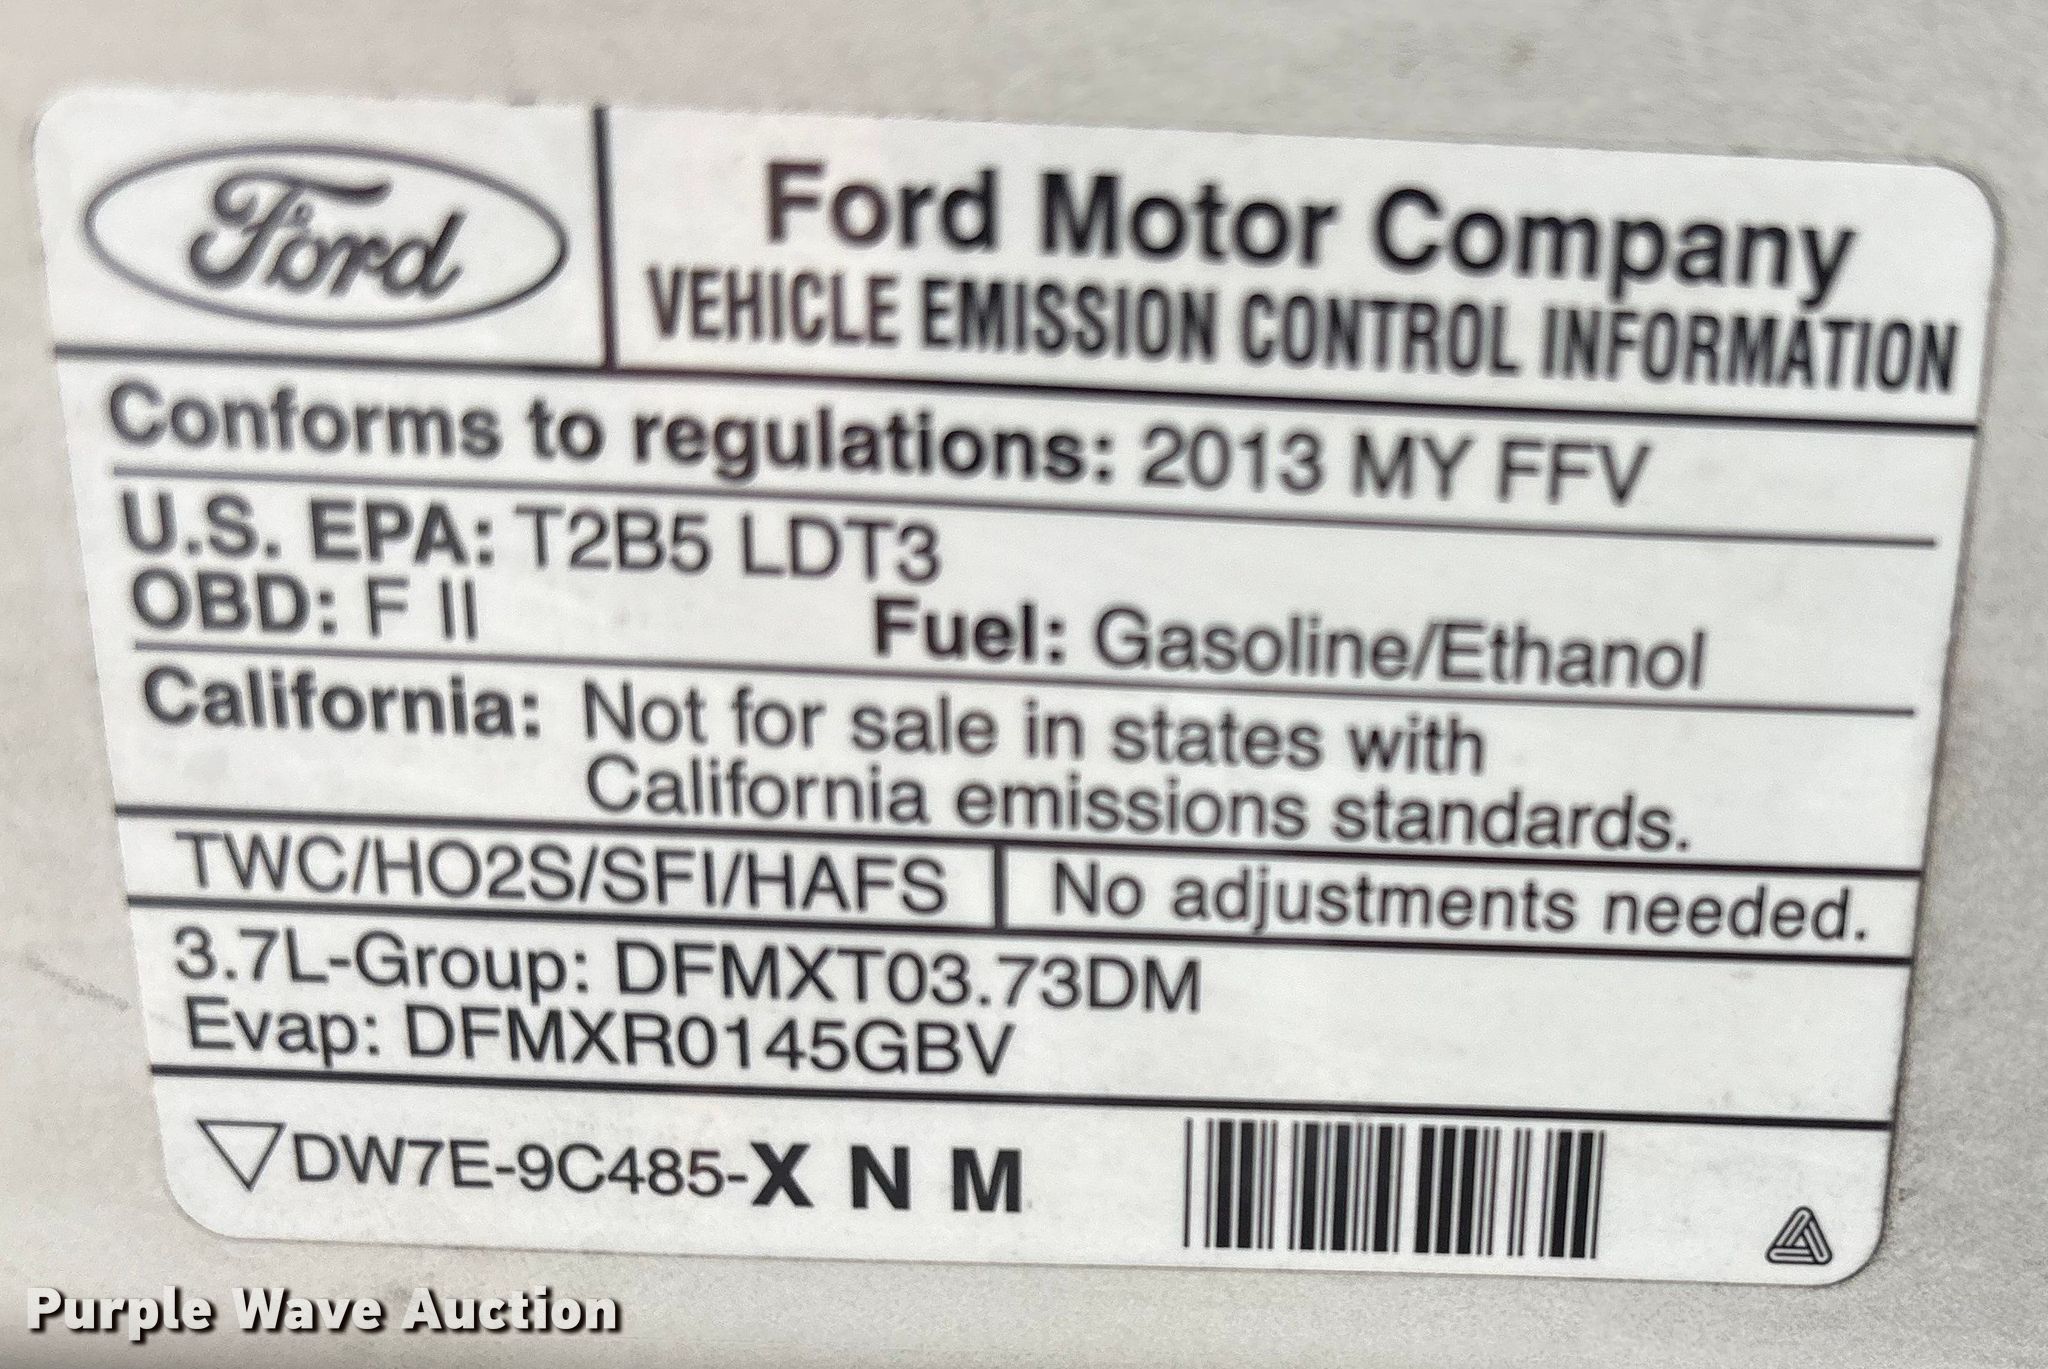 Ford
Ford Motor Company
VEHICLE EMISSION CONTROL INFORMATION
Conforms to regulations: 2013 MY FFV
U.S. EPA: T2B5 LDT3
OBD: F II Fuel: Gasoline/Ethanol
California: Not for sale in states with
California emissions standards.
TWC/HO2S/SFI/HAFS
No adjustments needed.
3.7L-Group: DFMXT03.73DM
Evap: DFMXR0145GBV
DW7E-9C485-X N M
Purple Wave Auction